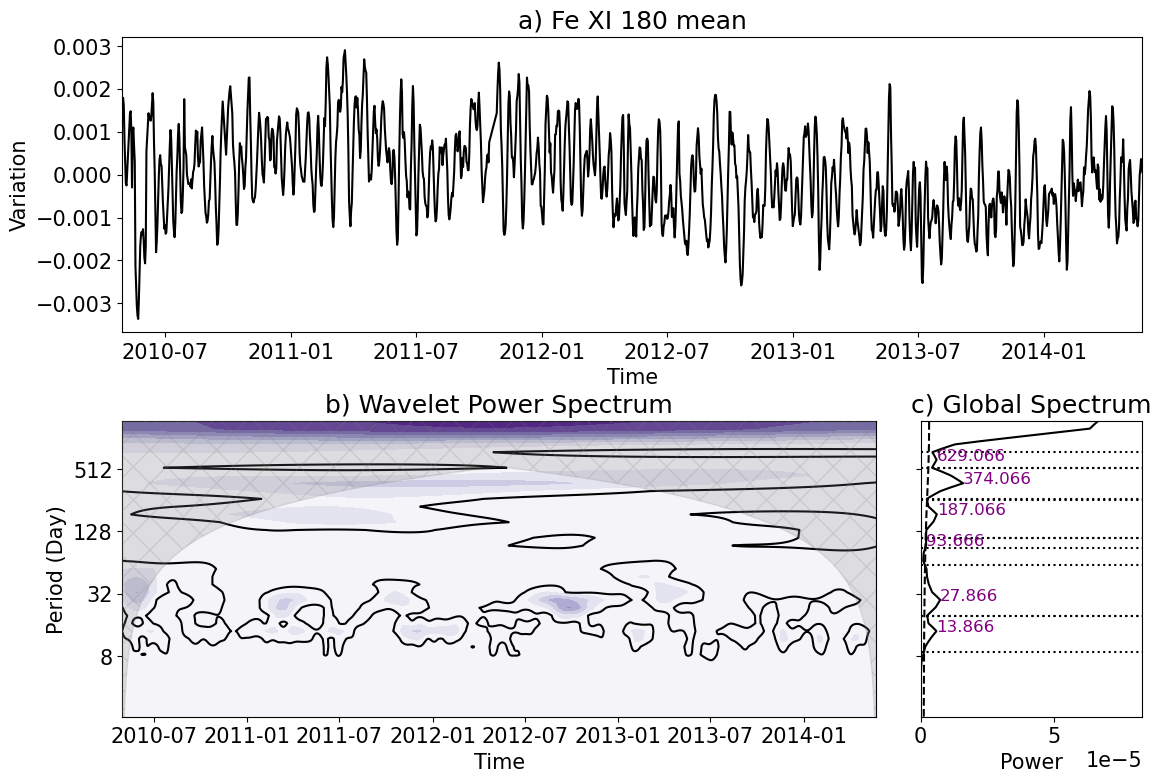 a) Fe XI 180 mean
0.003
0.002
0.001
0.000
−0.001
−0.002
−0.003
Variation
2010-07 2011-01 2011-07 2012-01 2012-07 2013-01 2013-07 2014-01
Time
b) Wavelet Power Spectrum
512
128
32
8
Period (Day)
2010-07 2011-01 2011-07 2012-01 2012-07 2013-01 2013-07 2014-01
Time
c) Global Spectrum
629.066
374.066
187.066
93.666
27.866
13.866
0 5
Power 1e−5